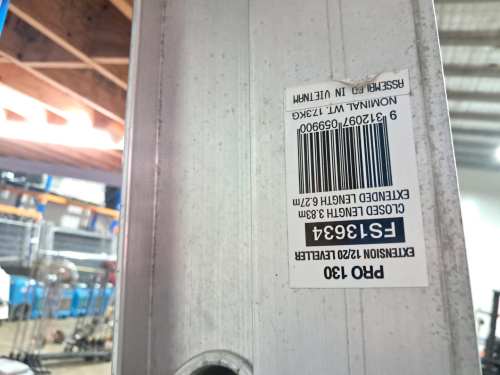 PRO 130
EXTENSION 12/20 LEVELLER
FS13634
CLOSED LENGTH 3.83m
EXTENDED LENGTH 6.27m
9 312097 059900
NOMINAL WT. 17.3KG
ASSEMBLED IN VIETNAM